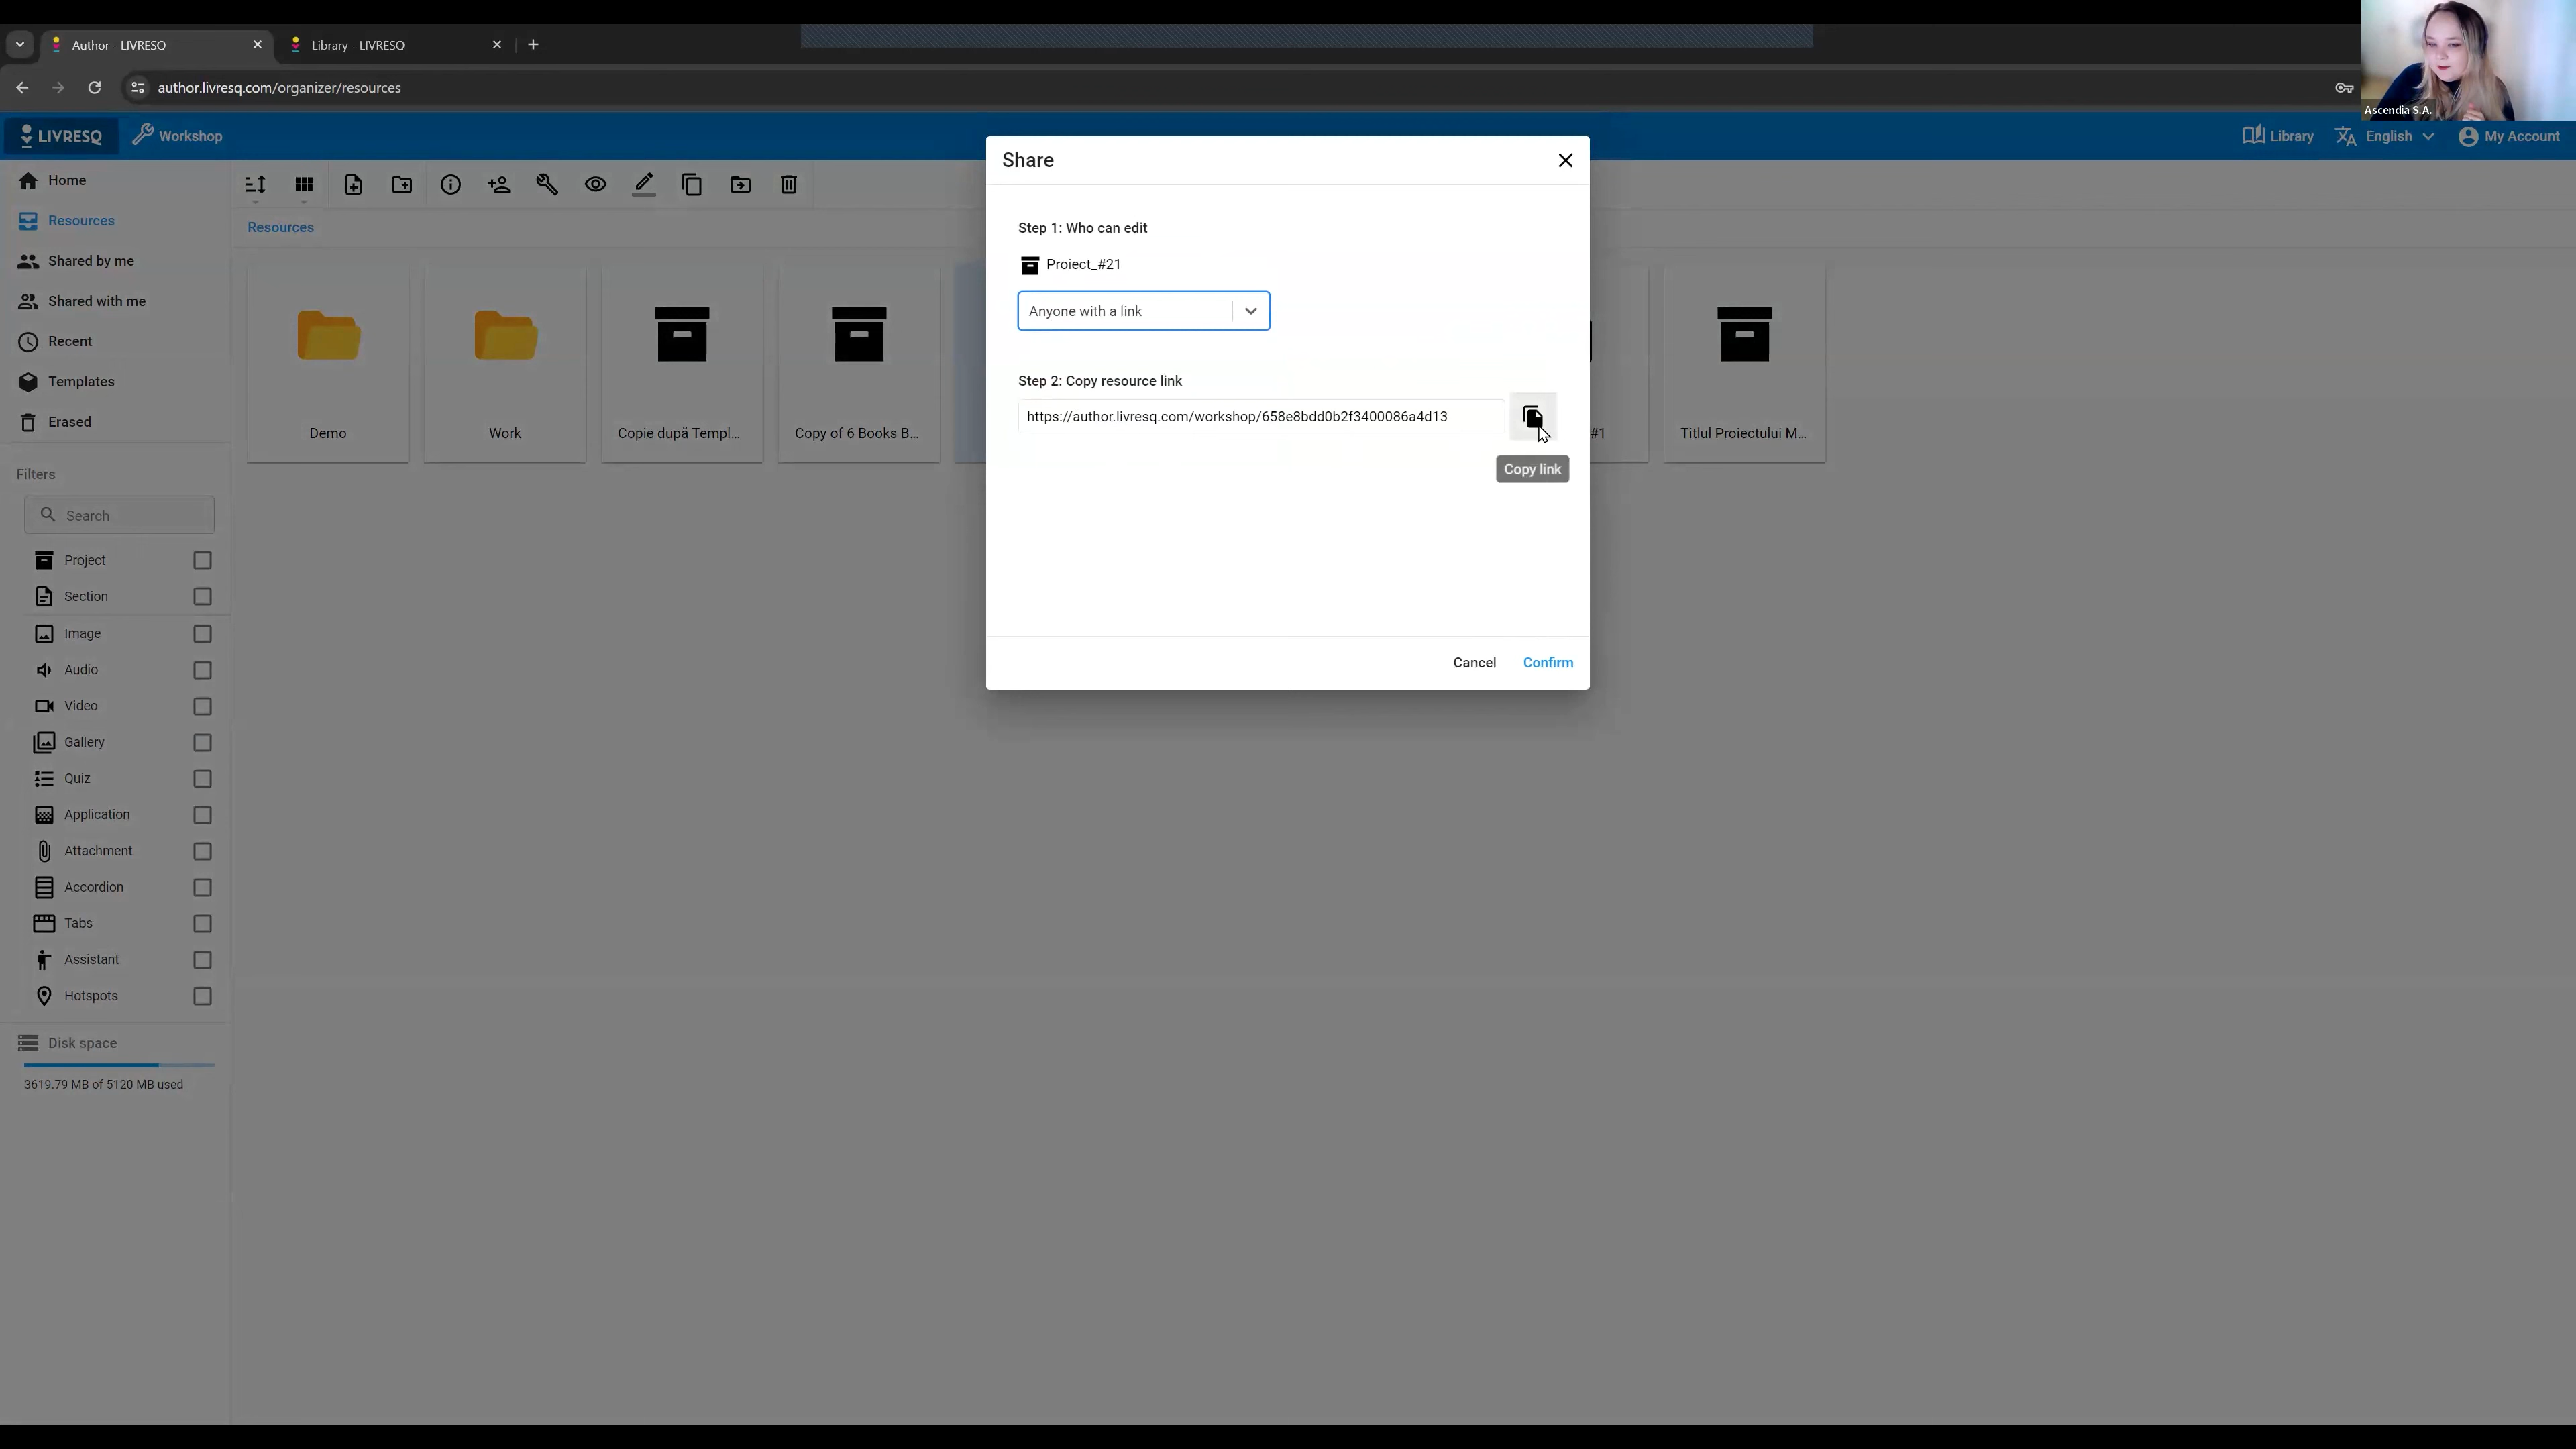 Author - LIVRESQ
Library - LIVRESQ
author.livresq.com/organizer/resources
Ascendia S.A.
LIVRESQ
Workshop
Library
English
My Account
Home
Resources
Shared by me
Shared with me
Recent
Templates
Erased
Filters
Search
Project
Section
Image
Audio
Video
Gallery
Quiz
Application
Attachment
Accordion
Tabs
Assistant
Hotspots
Disk space
3619.79 MB of 5120 MB used
Resources
Demo
Work
Copie după Templ...
Copy of 6 Books B...
#1
Titlul Proiectului M...
Share
Step 1: Who can edit
Proiect_#21
Anyone with a link
Step 2: Copy resource link
https://author.livresq.com/workshop/658e8bdd0b2f3400086a4d13
Copy link
Cancel
Confirm